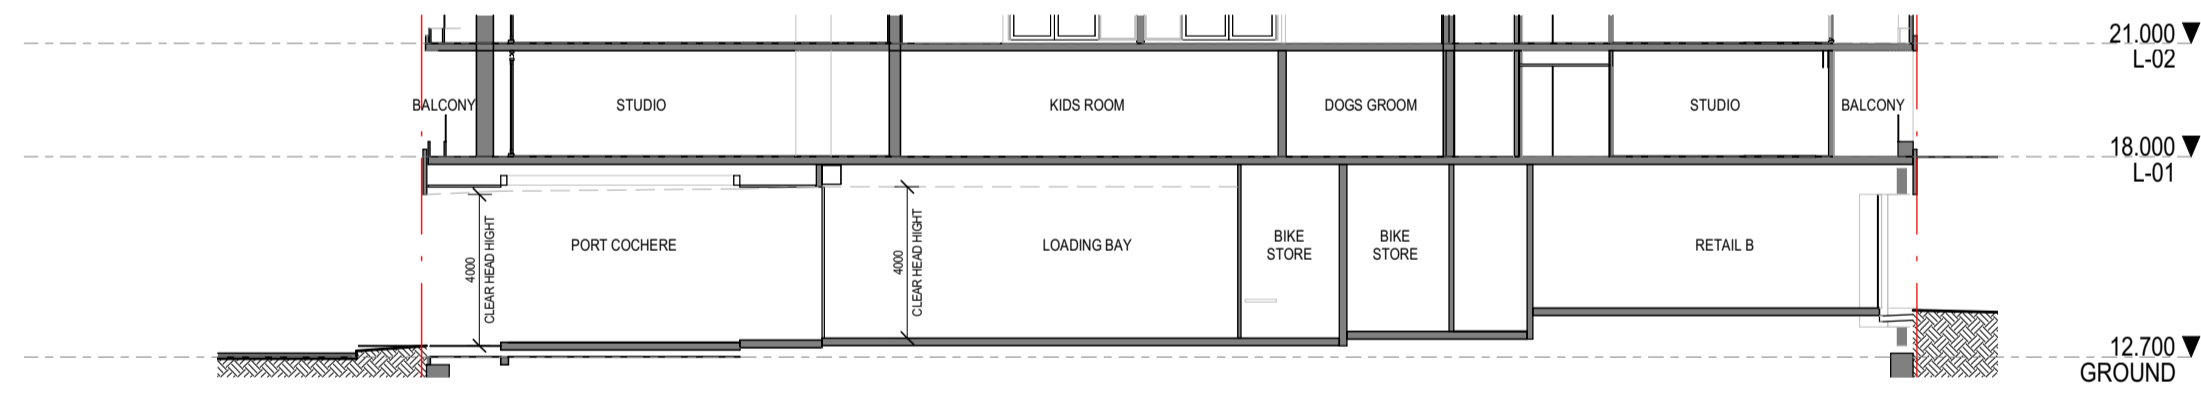 21.000
L-02
BALCONY
STUDIO
KIDS ROOM
DOGS GROOM
STUDIO
BALCONY
18.000
L-01
4000
CLEAR HEAD HIGHT
PORT COCHERE
4000
CLEAR HEAD HIGHT
LOADING BAY
BIKE
STORE
BIKE
STORE
RETAIL B
12.700
GROUND